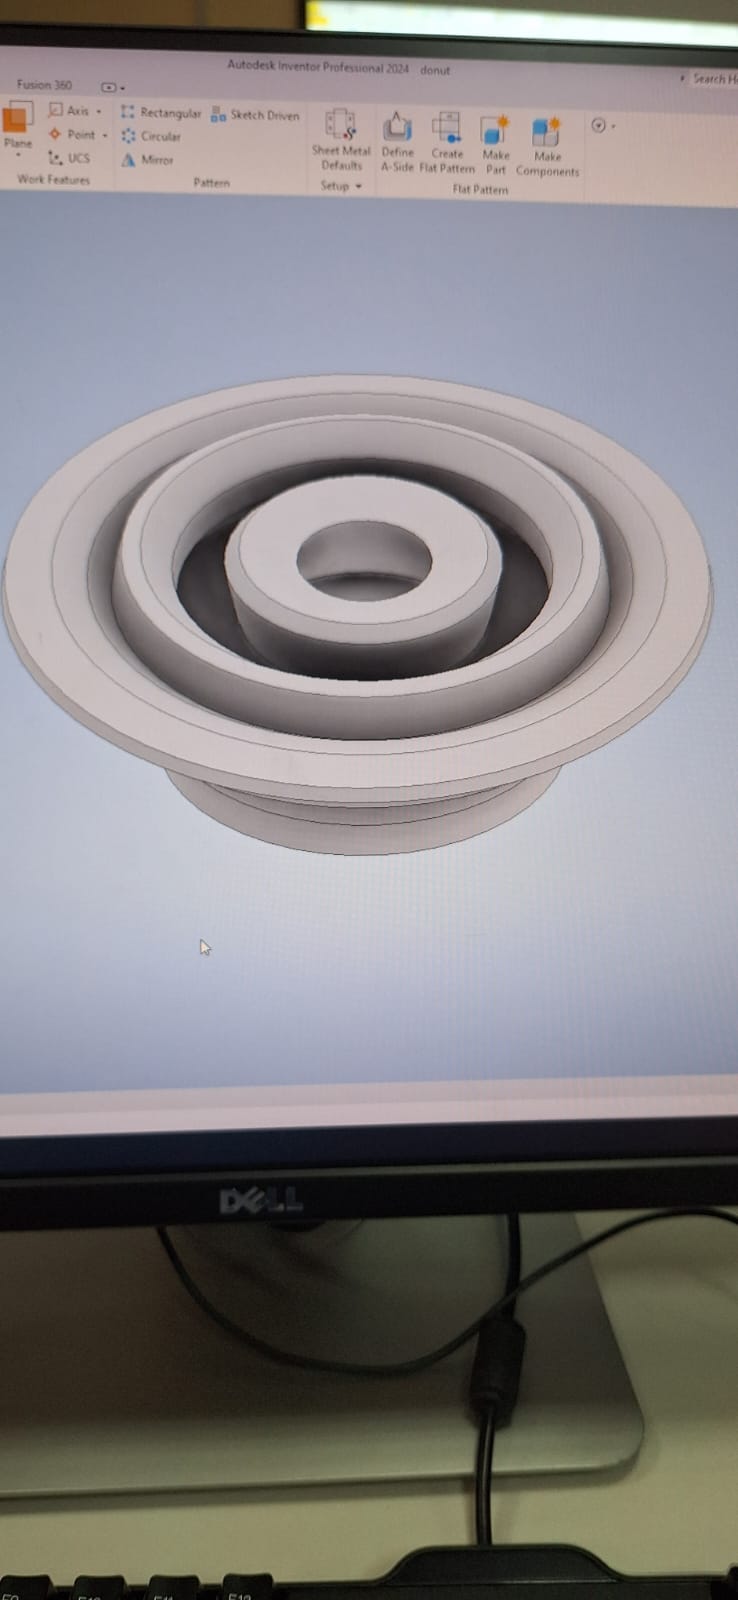 Autodesk Inventor Professional 2024 donut
Search H
Fusion 360
Plane
Axis
Point
UCS
Work Features
Rectangular
Circular
Mirror
Sketch Driven
Pattern
Sheet Metal
Defaults
Setup
Define
A-Side
Create
Flat Pattern
Make
Part
Make
Components
Flat Pattern
DELL